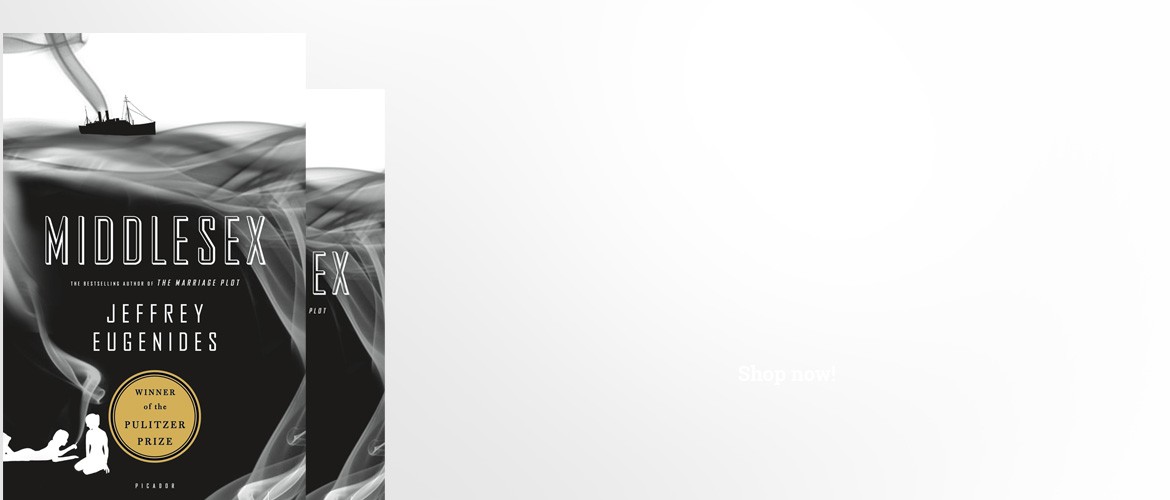 MIDDLESEX
THE BESTSELLING AUTHOR OF THE MARRIAGE PLOT
JEFFREY
EUGENIDES
WINNER
of the
PULITZER
PRIZE
PICADOR
EX
PLOT
Shop now!